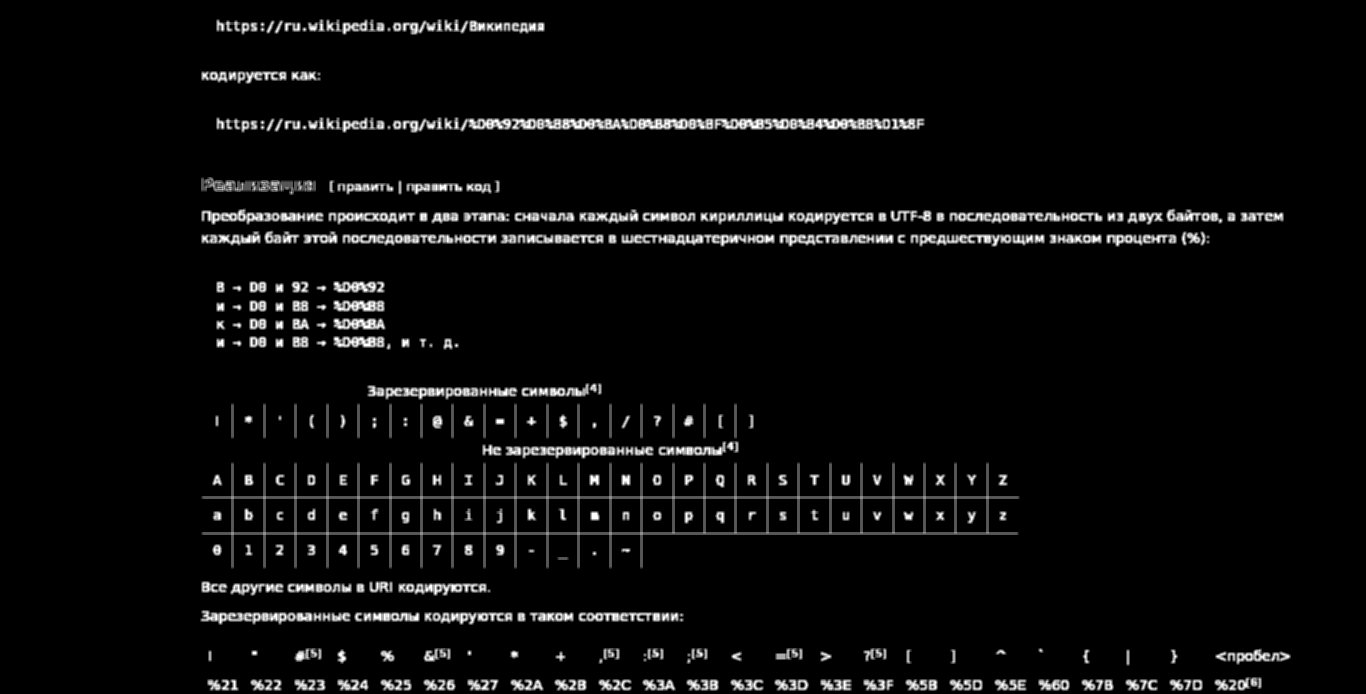 https://ru.wikipedia.org/wiki/Википедия
кодируется как:
https://ru.wikipedia.org/wiki/%D0%92%D0%B8%D0%BA%D0%B8%D0%BF%D0%B5%D0%B4%D0%B8%D1%8F
Реализация [ править | править код ]
Преобразование происходит в два этапа: сначала каждый символ кириллицы кодируется в UTF-8 в последовательность из двух байтов, а затем
каждый байт этой последовательности записывается в шестнадцатеричном представлении с предшествующим знаком процента (%):
В → D0 и 92 → %D0%92
и → D0 и B8 → %D0%B8
к → D0 и BA → %D0%BA
и → D0 и B8 → %D0%B8, и т. д.
Зарезервированные символы[4]
! * ' ( ) ; : @ & = + $ , / ? # [ ]
Не зарезервированные символы[4]
A B C D E F G H I J K L M N O P Q R S T U V W X Y Z
a b c d e f g h i j k l m n o p q r s t u v w x y z
0 1 2 3 4 5 6 7 8 9 - _ . ~
Все другие символы в URI кодируются.
Зарезервированные символы кодируются в таком соответствии:
! " #[5] $ % &[5] ' * + ,[5] :[5] ;[5] < =[5] > ?[5] [ ] ^ ` { | } <пробел>
%21 %22 %23 %24 %25 %26 %27 %2A %2B %2C %3A %3B %3C %3D %3E %3F %5B %5D %5E %60 %7B %7C %7D %20[6]